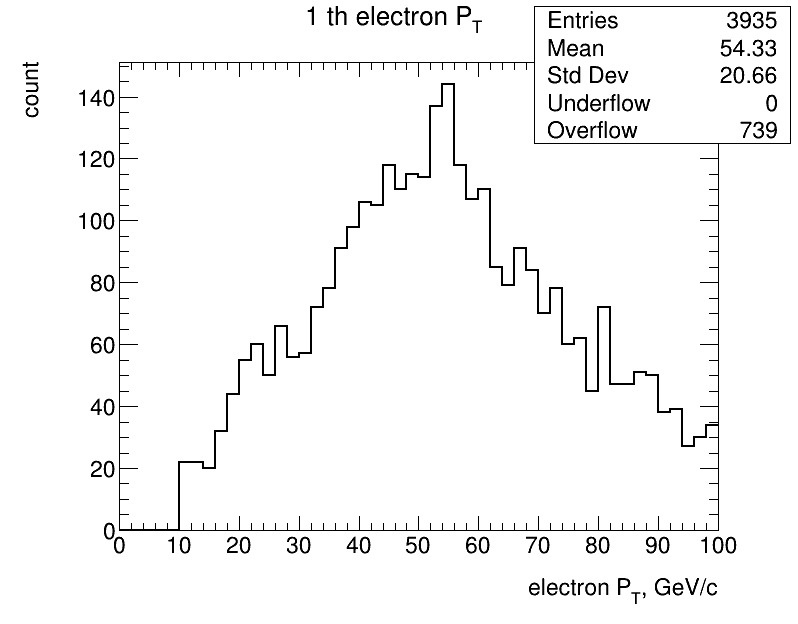 1 th electron P_T
Entries 3935
Mean 54.33
Std Dev 20.66
Underflow 0
Overflow 739
count
140
120
100
80
60
40
20
0
0 10 20 30 40 50 60 70 80 90 100
electron P_T, GeV/c